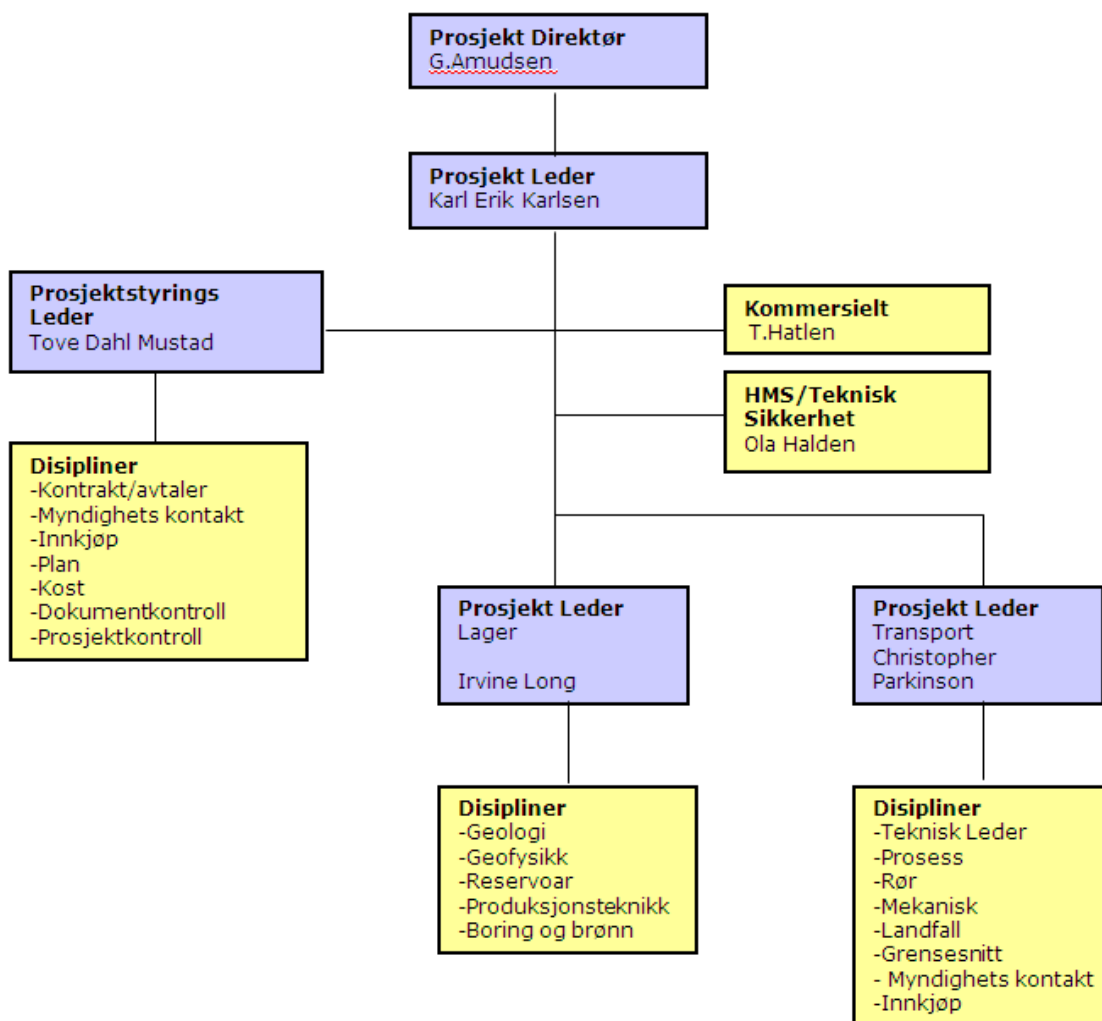 Prosjekt Direktør
G.Amudsen
Prosjekt Leder
Karl Erik Karlsen
Prosjektstyrings
Leder
Tove Dahl Mustad
Kommersielt
T.Hatlen
HMS/Teknisk
Sikkerhet
Ola Halden
Disipliner
-Kontrakt/avtaler
-Myndighets kontakt
-Innkjøp
-Plan
-Kost
-Dokumentkontroll
-Prosjektkontroll
Prosjekt Leder
Lager
Irvine Long
Prosjekt Leder
Transport
Christopher
Parkinson
Disipliner
-Geologi
-Geofysikk
-Reservoar
-Produksjonsteknikk
-Boring og brønn
Disipliner
-Teknisk Leder
-Prosess
-Rør
-Mekanisk
-Landfall
-Grensesnitt
- Myndighets kontakt
-Innkjøp